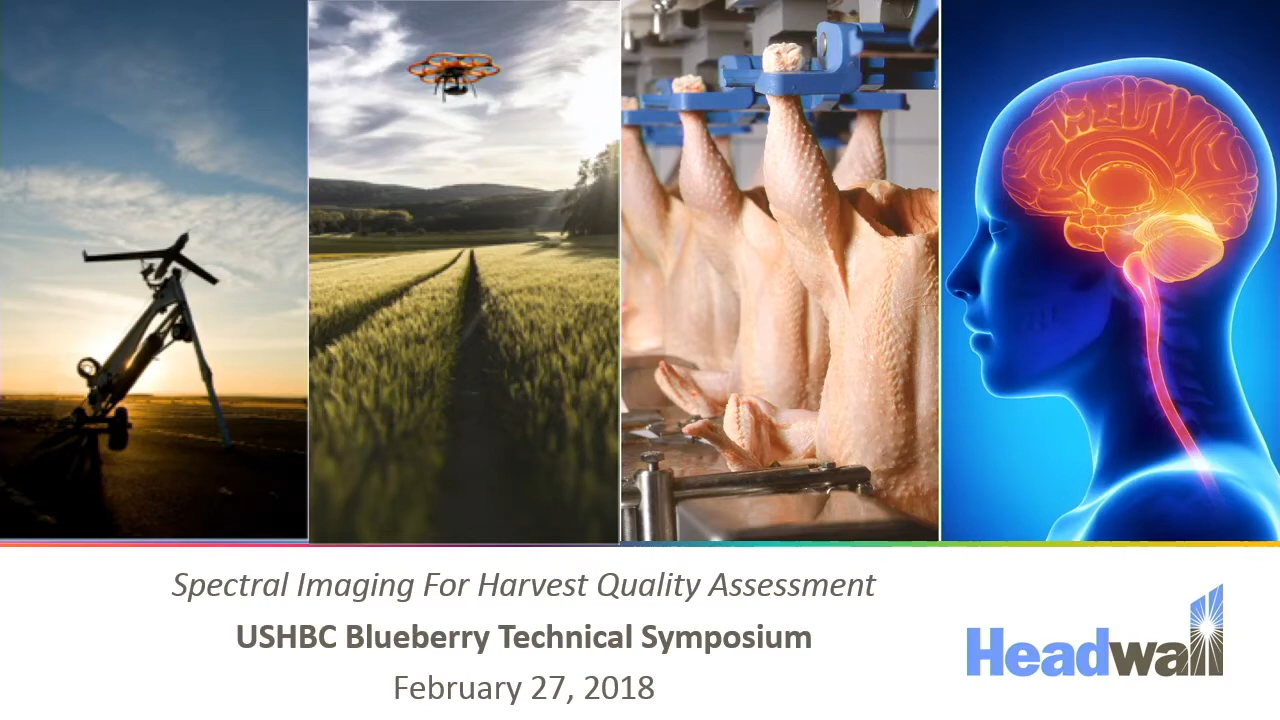 Spectral Imaging For Harvest Quality Assessment
USHBC Blueberry Technical Symposium
February 27, 2018
Headwall